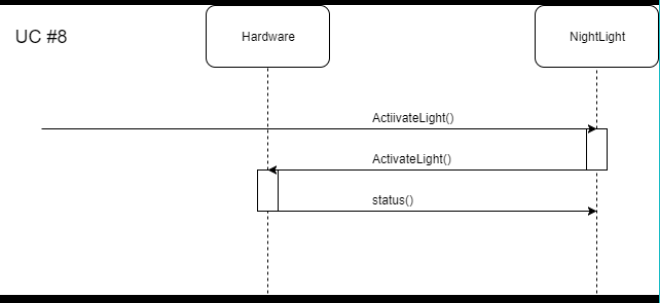 UC #8
Hardware
NightLight
ActiivateLight()
ActivateLight()
status()